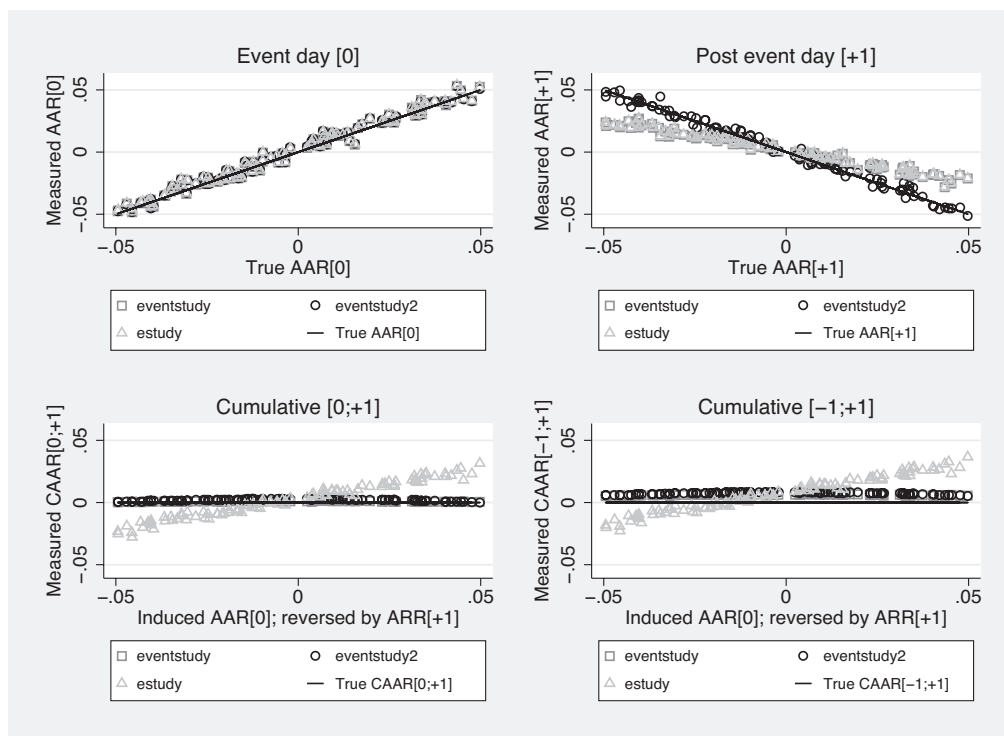 Event day [0]
Measured AAR[0]
.05
0
−.05
−.05 0 .05
True AAR[0]
eventstudy eventstudy2
estudy True AAR[0]
Post event day [+1]
Measured AAR[+1]
.05
0
−.05
−.05 0 .05
True AAR[+1]
eventstudy eventstudy2
estudy True AAR[+1]
Cumulative [0;+1]
Measured CAAR[0;+1]
.05
0
−.05
−.05 0 .05
Induced AAR[0]; reversed by ARR[+1]
eventstudy eventstudy2
estudy True CAAR[0;+1]
Cumulative [−1;+1]
Measured CAAR[−1;+1]
.05
0
−.05
−.05 0 .05
Induced AAR[0]; reversed by ARR[+1]
eventstudy eventstudy2
estudy True CAAR[−1;+1]